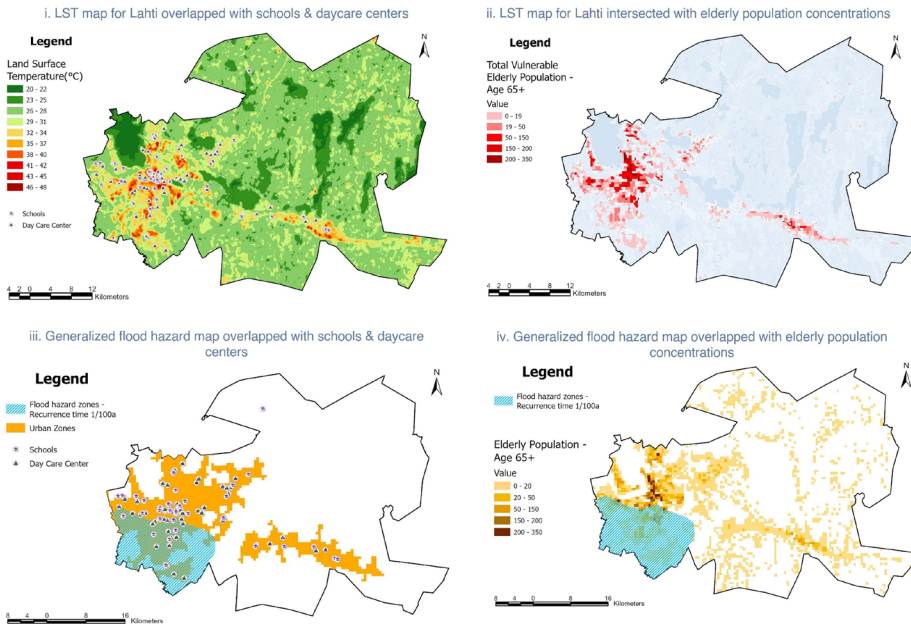 i. LST map for Lahti overlapped with schools & daycare centers
Legend
Land Surface
Temperature(°C)
20 - 22
23 - 25
26 - 28
29 - 31
32 - 34
35 - 37
38 - 40
41 - 42
43 - 45
46 - 48
Schools
Day Care Center
4 2 0 4 8 12
Kilometers
N
ii. LST map for Lahti intersected with elderly population concentrations
Legend
Total Vulnerable
Elderly Population -
Age 65+
Value
0 - 19
19 - 50
50 - 150
150 - 200
200 - 350
4 2 0 4 8 12
Kilometers
N
iii. Generalized flood hazard map overlapped with schools & daycare
centers
Legend
Flood hazard zones -
Recurrence time 1/100a
Urban Zones
Schools
Day Care Center
8 4 0 8 16
Kilometers
N
iv. Generalized flood hazard map overlapped with elderly population
concentrations
Legend
Flood hazard zones -
Recurrence time 1/100a
Elderly Population -
Age 65+
Value
0 - 20
20 - 50
50 - 150
150 - 200
200 - 350
8 4 0 8 16
Kilometers
N